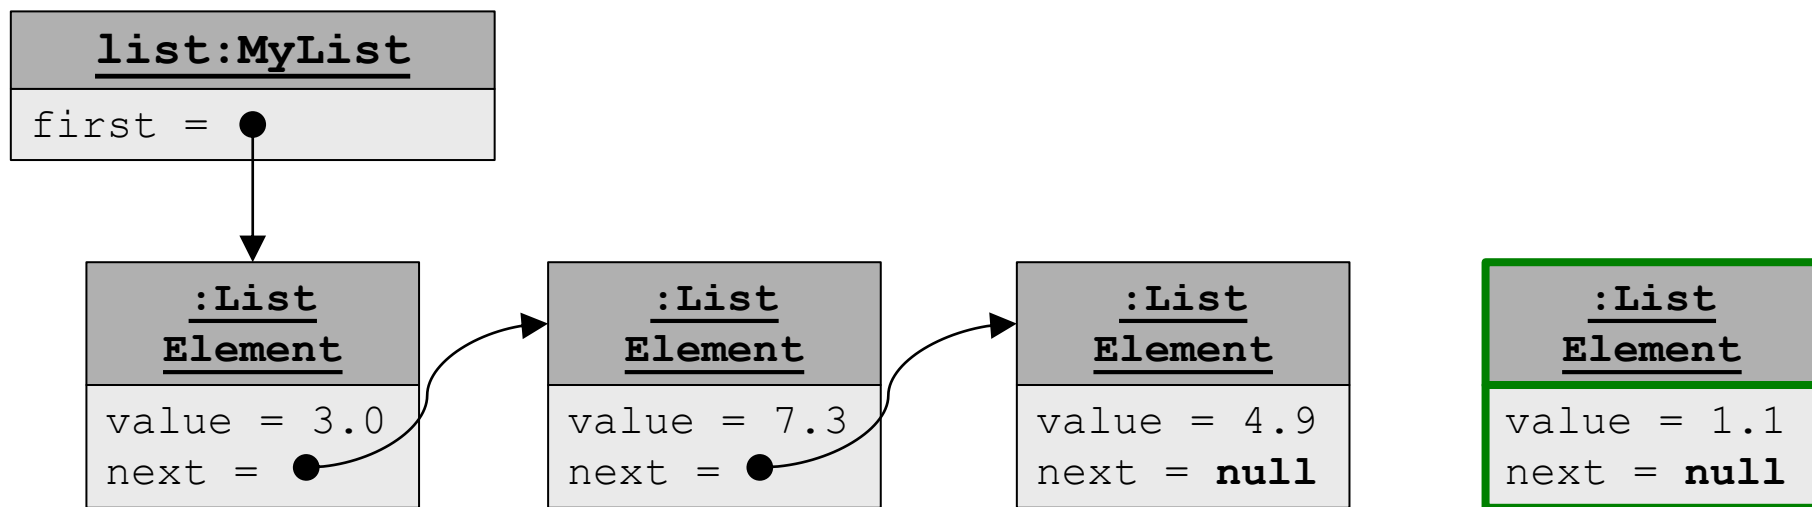 list:MyList
first =
:List
Element
value = 3.0
next =
:List
Element
value = 7.3
next =
:List
Element
value = 4.9
next = null
:List
Element
value = 1.1
next = null